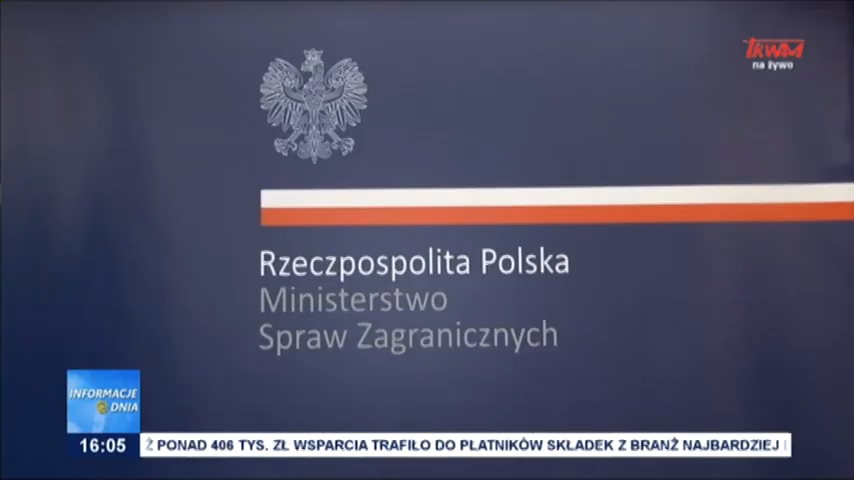 TRWAM
na żywo
Rzeczpospolita Polska
Ministerstwo
Spraw Zagranicznych
INFORMACJE
DNIA
16:05
Ż PONAD 406 TYS. ZŁ WSPARCIA TRAFIŁO DO PŁATNIKÓW SKŁADEK Z BRANŻ NAJBARDZIEJ